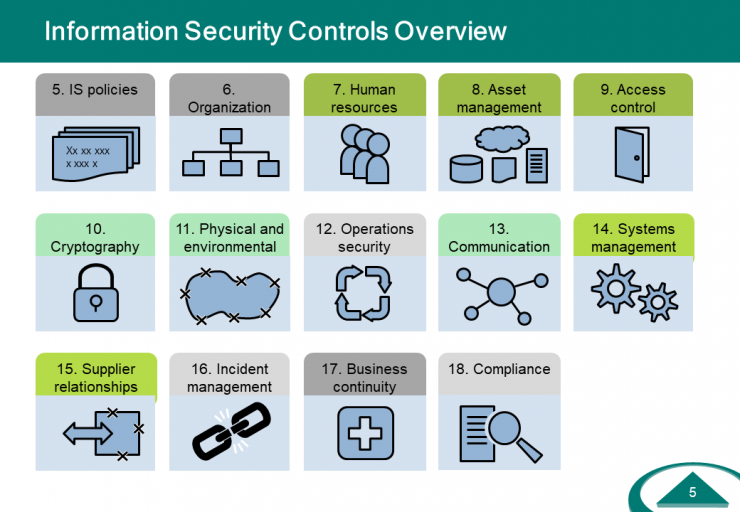 Information Security Controls Overview
5. IS policies
6.
Organization
7. Human
resources
8. Asset
management
9. Access
control
Xx xx xxx
x xxx x
10.
Cryptography
11. Physical and
environmental
12. Operations
security
13.
Communication
14. Systems
management
15. Supplier
relationships
16. Incident
management
17. Business
continuity
18. Compliance
5